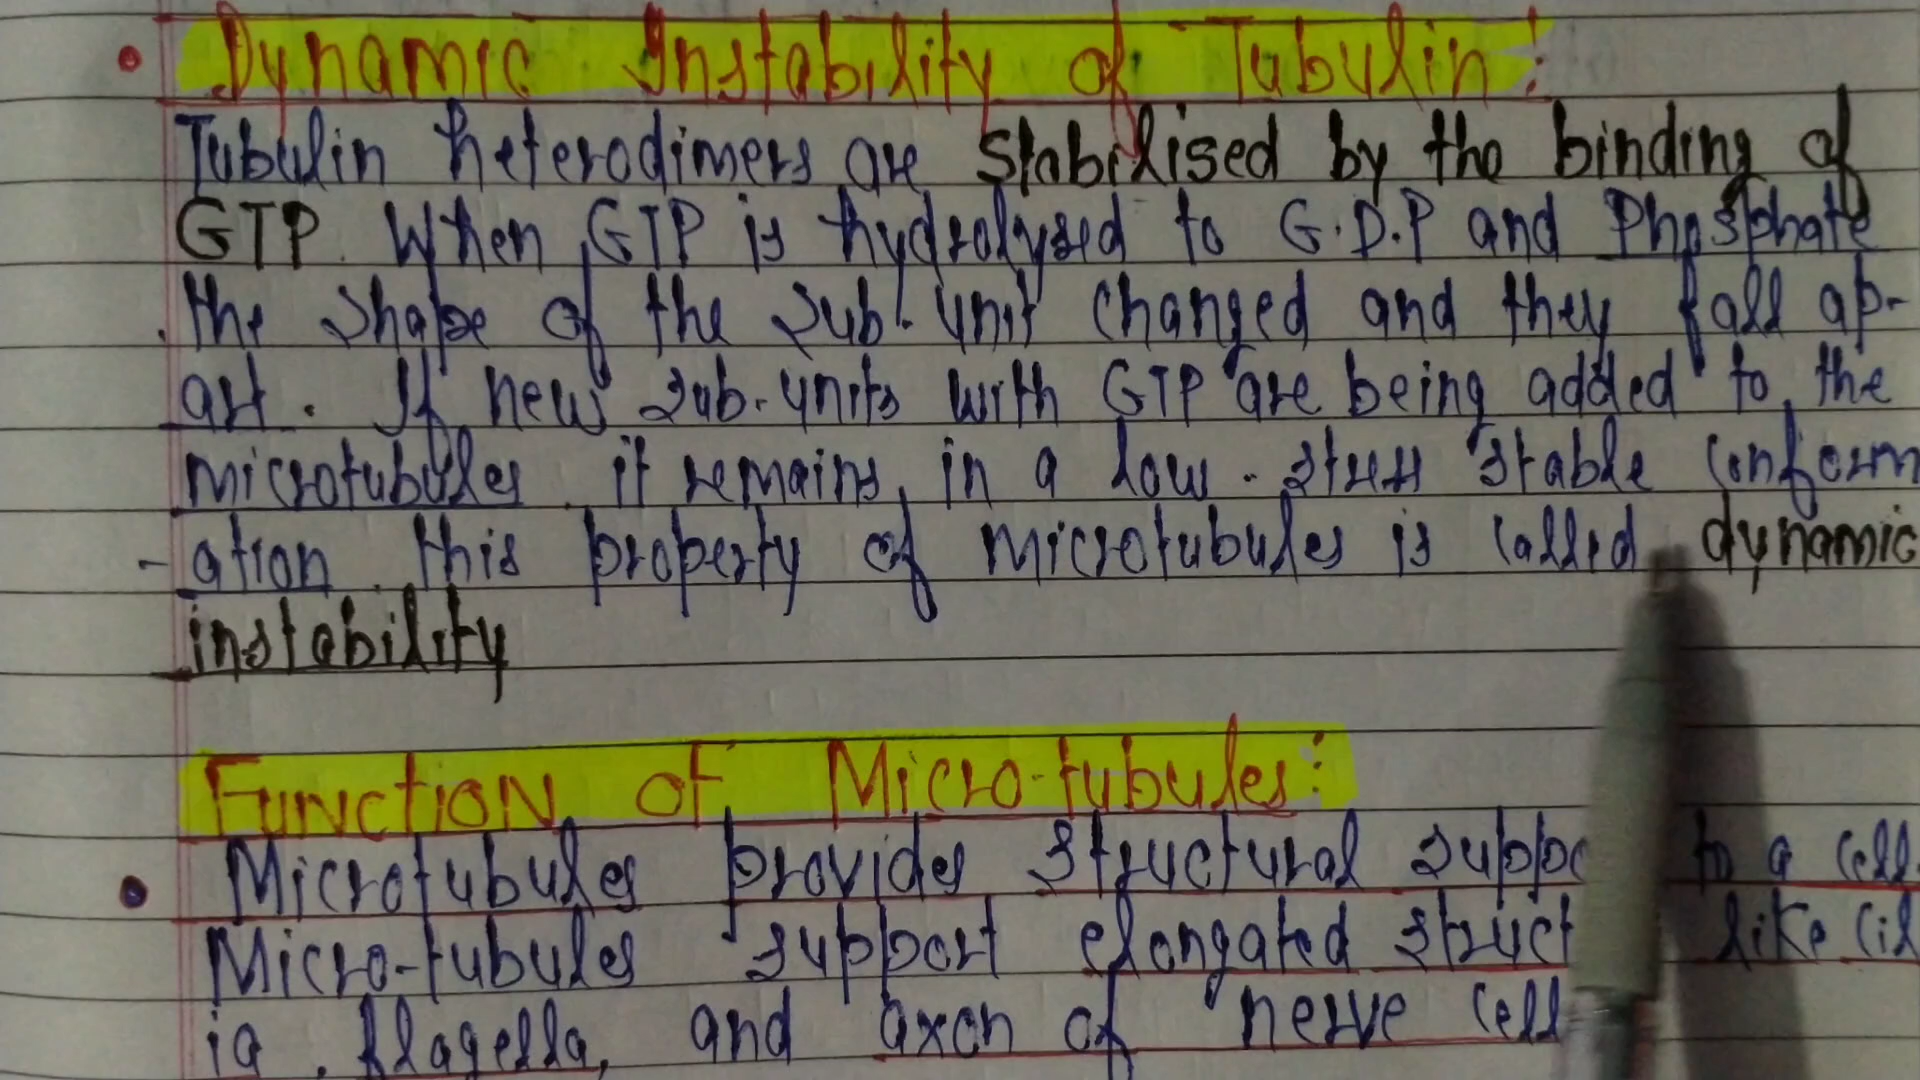 Dynamic Instability of Tubulin :
Tubulin heterodimers are stabilised by the binding of
GTP. When GTP is hydrolysed to G.D.P and Phosphate
the shape of the sub-unit changed and they fall ap-
art. If new sub-units with GTP are being added to the
microtubules it remains in a low-stress stable conform
-ation this property of microtubules is called dynamic
instability
Function of Micro-tubules:
Microtubules provides structural to a cell.
Micro-tubules support elongated like cil
ia, flagella, and axon of nerve cell